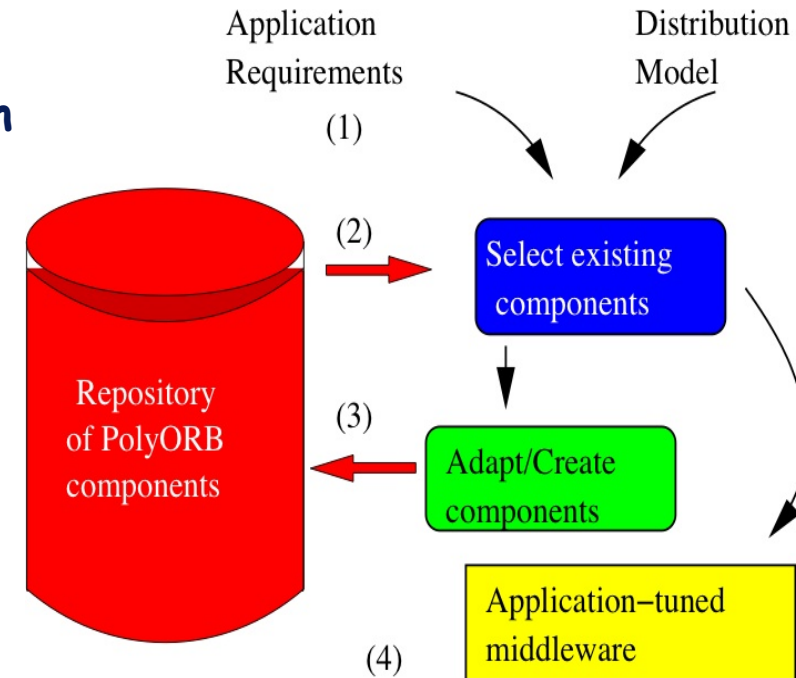 Application
Requirements
Distribution
Model
n
(1)
(2)
Select existing
components
Repository
of PolyORB
components
(3)
Adapt/Create
components
Application–tuned
middleware
(4)